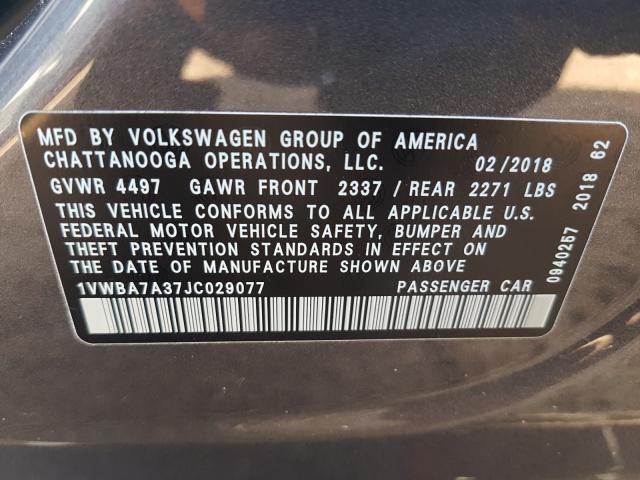 MFD BY VOLKSWAGEN GROUP OF AMERICA
CHATTANOOGA OPERATIONS, LLC. 02/2018
GVWR 4497 GAWR FRONT 2337 / REAR 2271 LBS
THIS VEHICLE CONFORMS TO ALL APPLICABLE U.S.
FEDERAL MOTOR VEHICLE SAFETY, BUMPER AND
THEFT PREVENTION STANDARDS IN EFFECT ON
THE DATE OF MANUFACTURE SHOWN ABOVE
1VWBA7A37JC029077 PASSENGER CAR
0940257 2018 62